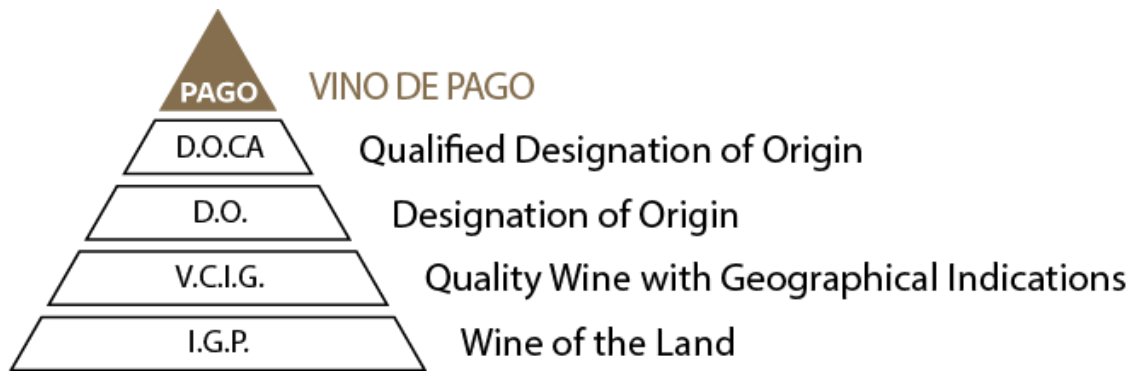 PAGO VINO DE PAGO
D.O.CA Qualified Designation of Origin
D.O. Designation of Origin
V.C.I.G. Quality Wine with Geographical Indications
I.G.P. Wine of the Land